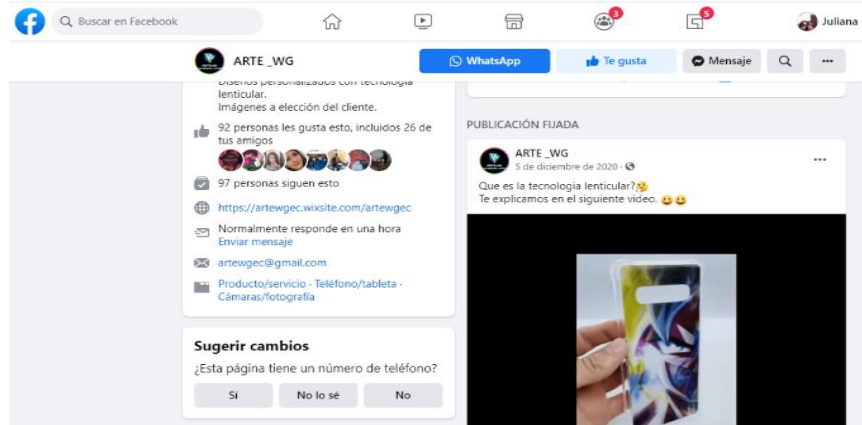 Buscar en Facebook
3
5
Juliana
ARTE _WG
WhatsApp
Te gusta
Mensaje
Diseños personalizados con tecnología
lenticular.
Imágenes a elección del cliente.
92 personas les gusta esto, incluidos 26 de
tus amigos
97 personas siguen esto
https://artewgec.wixsite.com/artewgec
Normalmente responde en una hora
Enviar mensaje
artewgec@gmail.com
Producto/servicio · Teléfono/tableta ·
Cámaras/fotografía
Sugerir cambios
¿Esta página tiene un número de teléfono?
Sí
No lo sé
No
PUBLICACIÓN FIJADA
ARTE _WG
5 de diciembre de 2020 ·
Que es la tecnologia lenticular?🤔
Te explicamos en el siguiente video. 😃😃